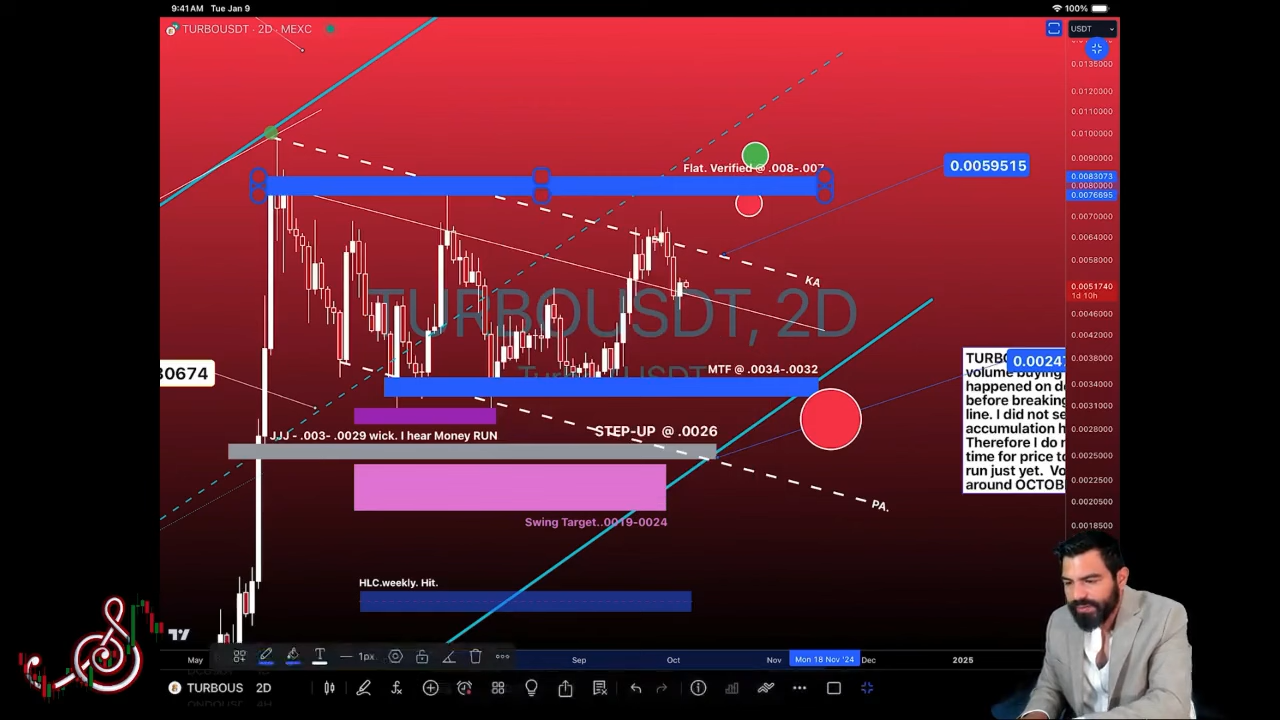 9:41 AM Tue Jan 9
100%
TURBOUSDT · 2D · MEXC
USDT
0.0135000
0.0120000
0.0110000
0.0100000
0.0090000
0.0083073
0.0080000
0.0076695
0.0070000
0.0064000
0.0058000
0.0051740
1d 10h
0.0046000
0.0042000
0.0038000
0.0034000
0.0031000
0.0028000
0.0025000
0.0022500
0.0020500
0.0018500
0.0059515
Flat. Verified @ .008-.007
KA
TURBOUSDT, 2D
MTF @ .0034-.0032
30674
0.00247
TURBO
volume buying
happened on d
before breaking
line. I did not se
accumulation h
Therefore I do n
time for price to
run just yet. Vo
around OCTOB
JJJ - .003- .0029 wick. I hear Money RUN
STEP-UP @ .0026
PA.
Swing Target..0019-0024
HLC.weekly. Hit.
1px
May
Sep
Oct
Nov
Mon 18 Nov '24
Dec
2025
TURBOUS
2D